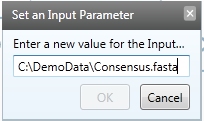 Set an Input Parameter
Enter a new value for the Input...
C:\DemoData\Consensus.fasta
OK
Cancel